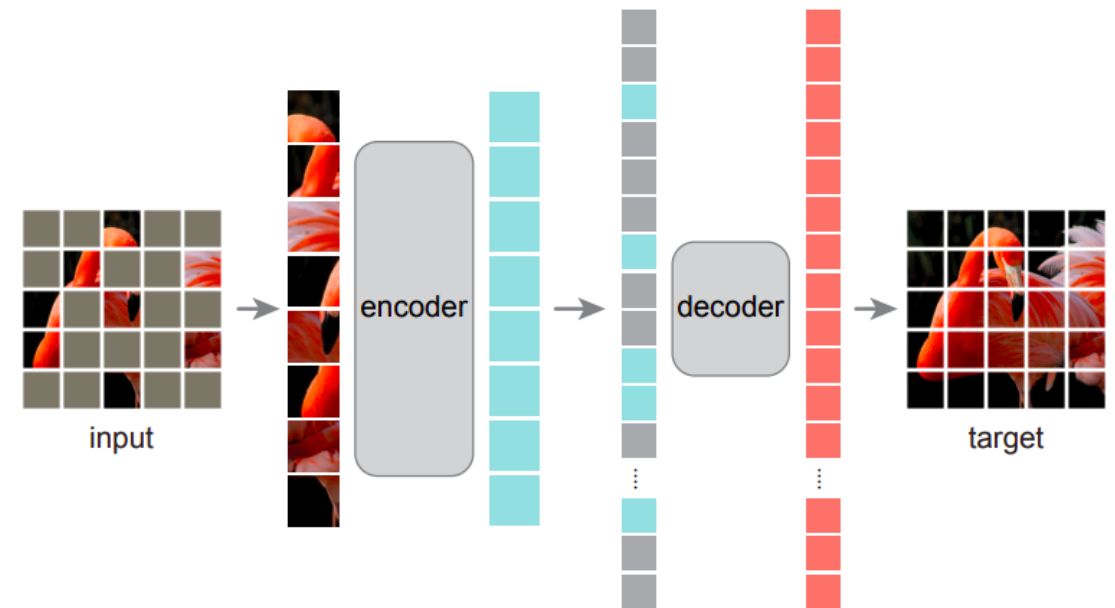 input
encoder
decoder
target